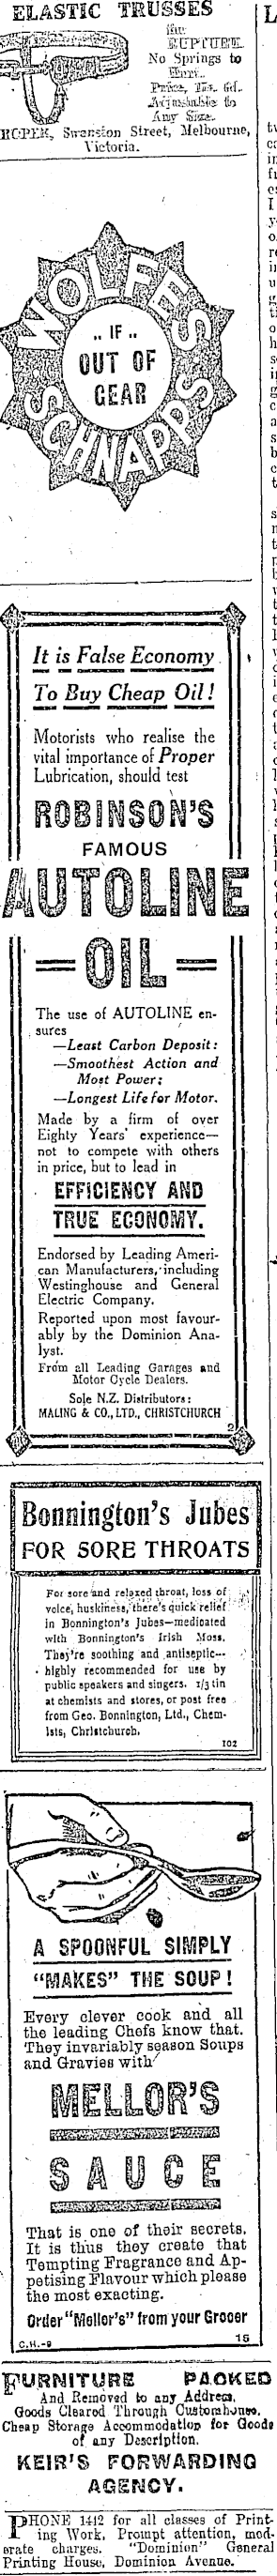 ELASTIC TRUSSES
for
RUPTURE.
No Springs to
Hurt.
Price, 17s. 6d.
Adjustable to
Any Size.
Swanston Street, Melbourne,
Victoria.
WOLFE'S
.. IF ..
OUT OF
GEAR
SCHNAPPS
It is False Economy
To Buy Cheap Oil!
Motorists who realise the
vital importance of Proper
Lubrication, should test
ROBINSON'S
FAMOUS
AUTOLINE
OIL
The use of AUTOLINE en-
sures
—Least Carbon Deposit:
—Smoothest Action and
Most Power:
—Longest Life for Motor.
Made by a firm of over
Eighty Years' experience—
not to compete with others
in price, but to lead in
EFFICIENCY AND
TRUE ECONOMY.
Endorsed by Leading Ameri-
can Manufacturers, including
Westinghouse and General
Electric Company.
Reported upon most favour-
ably by the Dominion Ana-
lyst.
From all Leading Garages and
Motor Cycle Dealers.
Sole N.Z. Distributors:
MALING & CO., LTD., CHRISTCHURCH
2
Bonnington's Jubes
FOR SORE THROATS
For sore and relaxed throat, loss of
voice, huskiness, there's quick relief
in Bonnington's Jubes—medicated
with Bonnington's Irish Moss.
They're soothing and antiseptic—
highly recommended for use by
public speakers and singers. 1/3 tin
at chemists and stores, or post free
from Geo. Bonnington, Ltd., Chem-
ists, Christchurch.
102
A SPOONFUL SIMPLY
"MAKES" THE SOUP!
Every clever cook and all
the leading Chefs know that.
They invariably season Soups
and Gravies with
MELLOR'S
SAUCE
That is one of their secrets.
It is thus they create that
Tempting Fragrance and Ap-
petising Flavour which please
the most exacting.
Order "Mellor's" from your Grocer
C.H.-9 15
FURNITURE PACKED
And Removed to any Address,
Goods Cleared Through Customhouse,
Cheap Storage Accommodation for Goods
of any Description.
KEIR'S FORWARDING
AGENCY.
PHONE 1412 for all classes of Print-
ing Work. Prompt attention, mod-
erate charges. "Dominion" General
Printing House, Dominion Avenue.